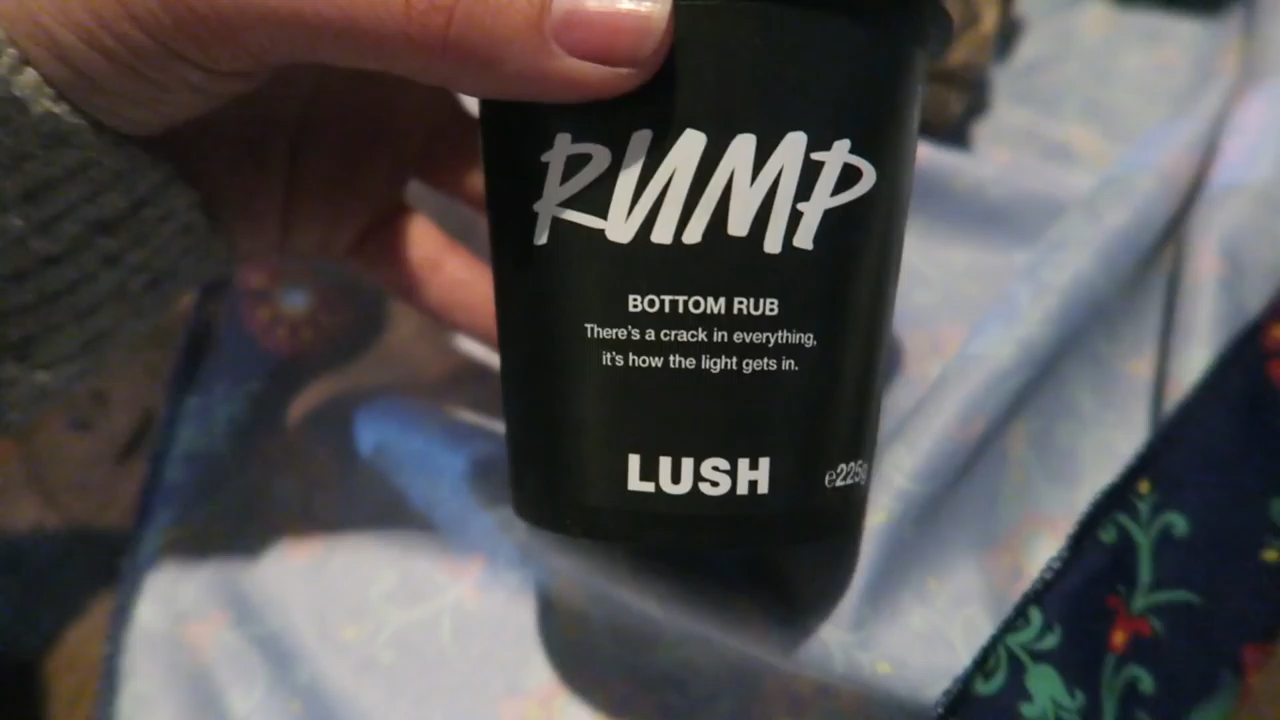 RUMP
BOTTOM RUB
There's a crack in everything,
it's how the light gets in.
LUSH
e225g